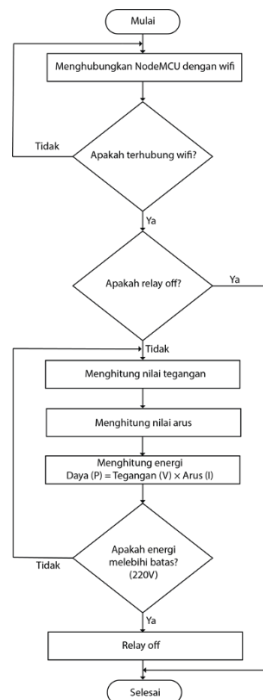 Mulai
Menghubungkan NodeMCU dengan wifi
Tidak
Apakah terhubung wifi?
Ya
Apakah relay off?
Ya
Tidak
Menghitung nilai tegangan
Menghitung nilai arus
Menghitung energi
Daya (P) = Tegangan (V) × Arus (I)
Apakah energi
melebihi batas?
(220V)
Tidak
Ya
Relay off
Selesai